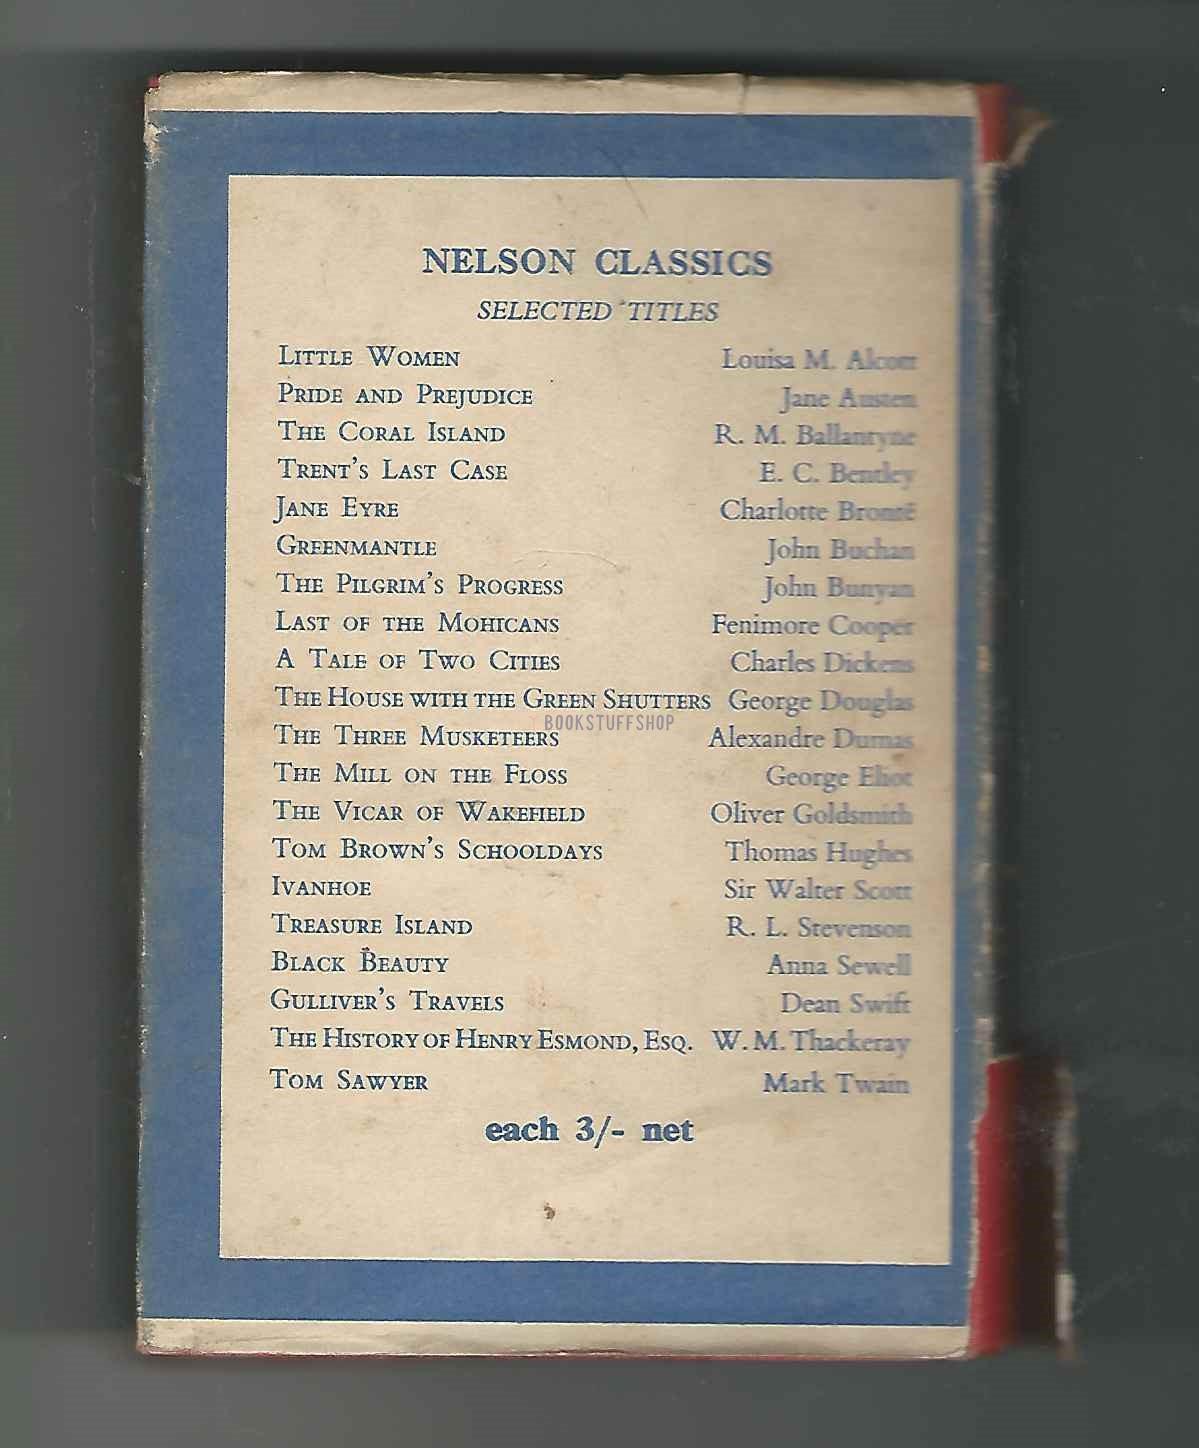 NELSON CLASSICS
SELECTED TITLES
LITTLE WOMEN Louisa M. Alcott
PRIDE AND PREJUDICE Jane Austen
THE CORAL ISLAND R. M. Ballantyne
TRENT'S LAST CASE E. C. Bentley
JANE EYRE Charlotte Brontë
GREENMANTLE John Buchan
THE PILGRIM'S PROGRESS John Bunyan
LAST OF THE MOHICANS Fenimore Cooper
A TALE OF TWO CITIES Charles Dickens
THE HOUSE WITH THE GREEN SHUTTERS George Douglas
BOOKSTUFFSHOP
THE THREE MUSKETEERS Alexandre Dumas
THE MILL ON THE FLOSS George Eliot
THE VICAR OF WAKEFIELD Oliver Goldsmith
TOM BROWN'S SCHOOLDAYS Thomas Hughes
IVANHOE Sir Walter Scott
TREASURE ISLAND R. L. Stevenson
BLACK BEAUTY Anna Sewell
GULLIVER'S TRAVELS Dean Swift
THE HISTORY OF HENRY ESMOND, ESQ. W. M. Thackeray
TOM SAWYER Mark Twain
each 3/- net